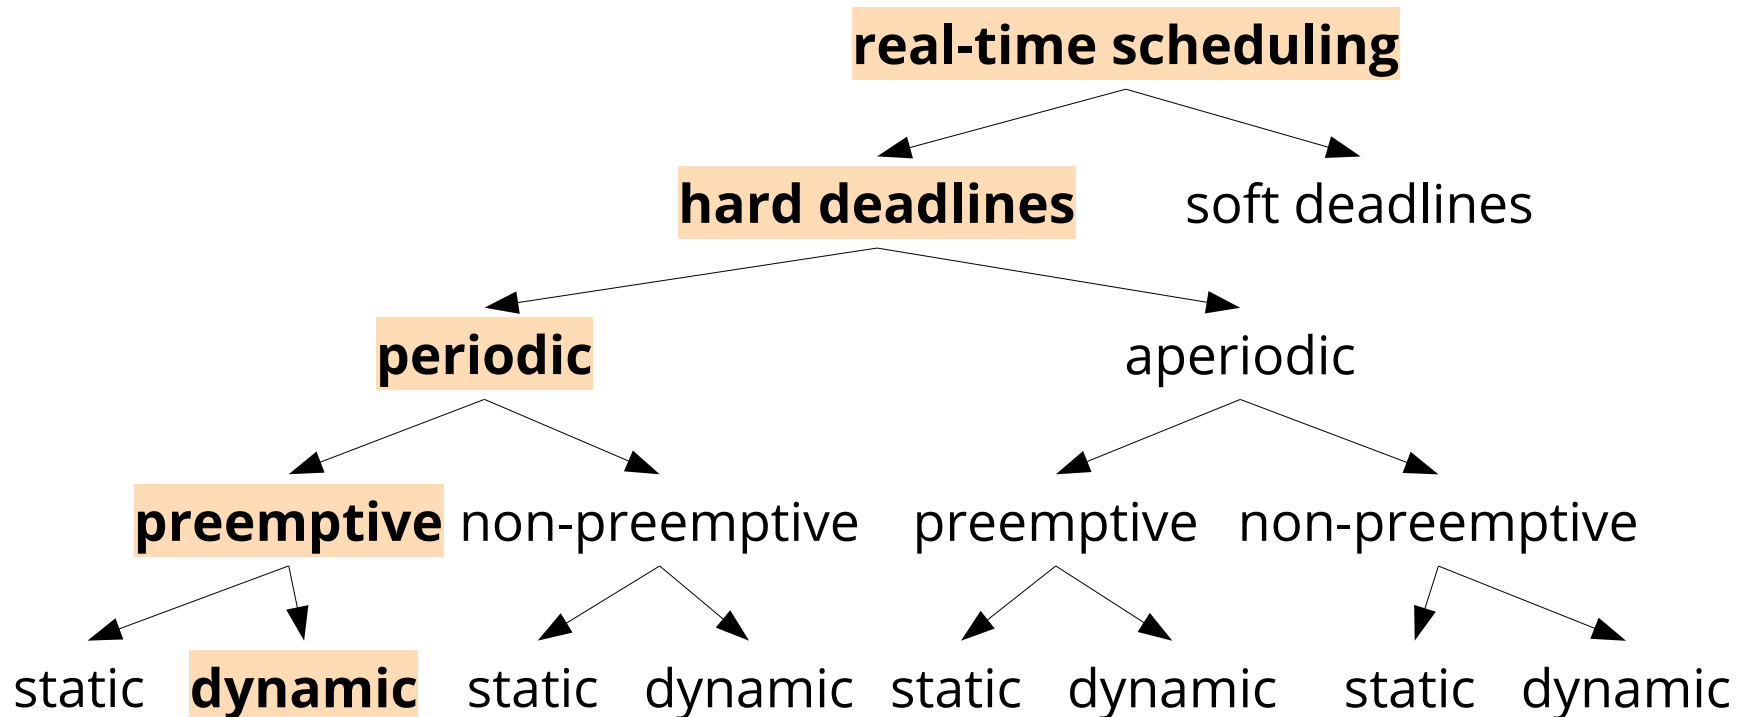 real-time scheduling
hard deadlines soft deadlines
periodic aperiodic
preemptive non-preemptive preemptive non-preemptive
static dynamic static dynamic static dynamic static dynamic